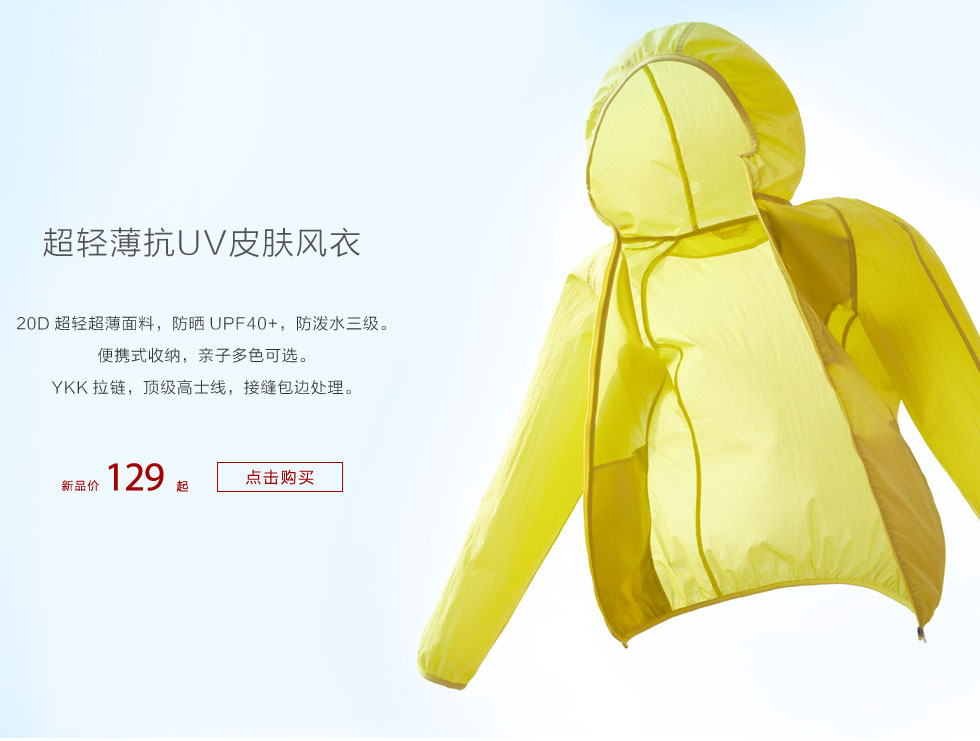 超轻薄抗UV皮肤风衣
20D 超轻超薄面料，防晒 UPF40+，防泼水三级。
便携式收纳，亲子多色可选。
YKK 拉链，顶级高士线，接缝包边处理。
新品价 129 起 点击购买